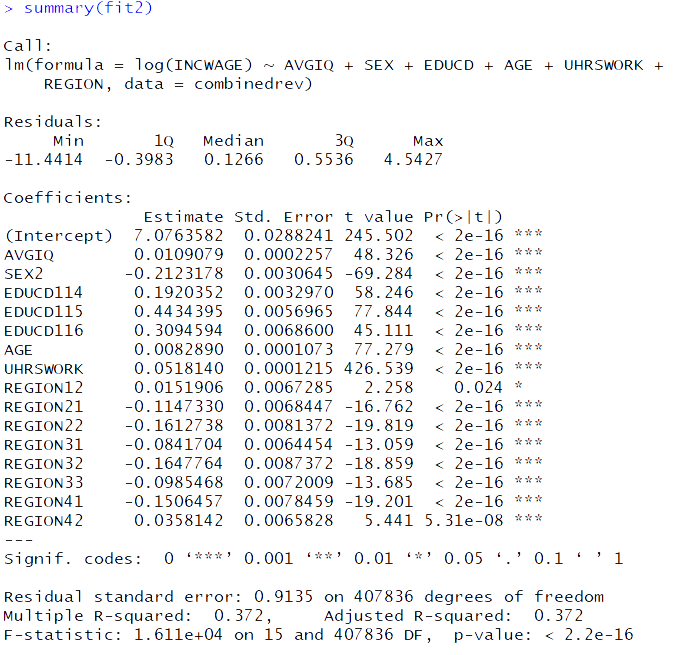 > summary(fit2)
Call:
lm(formula = log(INCWAGE) ~ AVGIQ + SEX + EDUCD + AGE + UHRSWORK +
    REGION, data = combinedrev)
Residuals:
     Min       1Q   Median       3Q      Max
-11.4414  -0.3983   0.1266   0.5536   4.5427
Coefficients:
              Estimate Std. Error t value Pr(>|t|)
(Intercept)  7.0763582  0.0288241 245.502  < 2e-16 ***
AVGIQ        0.0109079  0.0002257  48.326  < 2e-16 ***
SEX2        -0.2123178  0.0030645 -69.284  < 2e-16 ***
EDUCD114     0.1920352  0.0032970  58.246  < 2e-16 ***
EDUCD115     0.4434395  0.0056965  77.844  < 2e-16 ***
EDUCD116     0.3094594  0.0068600  45.111  < 2e-16 ***
AGE          0.0082890  0.0001073  77.279  < 2e-16 ***
UHRSWORK     0.0518140  0.0001215 426.539  < 2e-16 ***
REGION12     0.0151906  0.0067285   2.258    0.024 *
REGION21    -0.1147330  0.0068447 -16.762  < 2e-16 ***
REGION22    -0.1612738  0.0081372 -19.819  < 2e-16 ***
REGION31    -0.0841704  0.0064454 -13.059  < 2e-16 ***
REGION32    -0.1647764  0.0087372 -18.859  < 2e-16 ***
REGION33    -0.0985468  0.0072009 -13.685  < 2e-16 ***
REGION41    -0.1506457  0.0078459 -19.201  < 2e-16 ***
REGION42     0.0358142  0.0065828   5.441 5.31e-08 ***
---
Signif. codes:  0 ‘***’ 0.001 ‘**’ 0.01 ‘*’ 0.05 ‘.’ 0.1 ‘ ’ 1
Residual standard error: 0.9135 on 407836 degrees of freedom
Multiple R-squared:  0.372,     Adjusted R-squared:  0.372
F-statistic: 1.611e+04 on 15 and 407836 DF,  p-value: < 2.2e-16